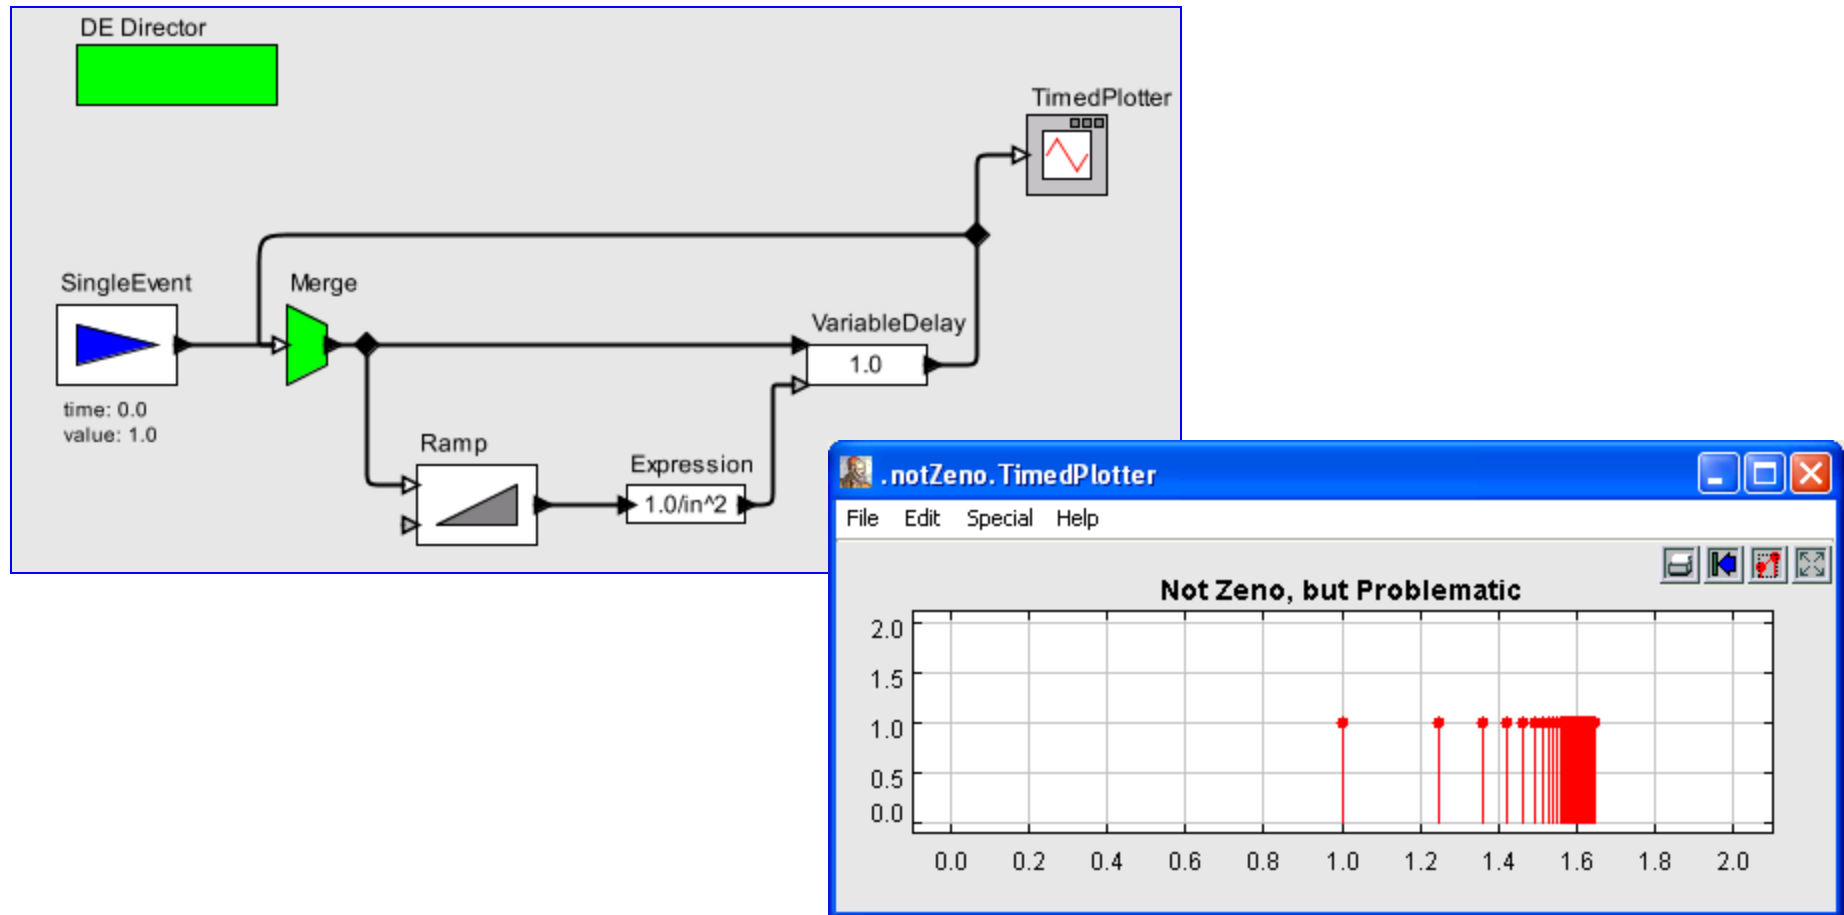 DE Director
TimedPlotter
SingleEvent
Merge
VariableDelay
1.0
time: 0.0
value: 1.0
Ramp
Expression
1.0/in^2
.notZeno.TimedPlotter
File Edit Special Help
Not Zeno, but Problematic
2.0
1.5
1.0
0.5
0.0
0.0 0.2 0.4 0.6 0.8 1.0 1.2 1.4 1.6 1.8 2.0